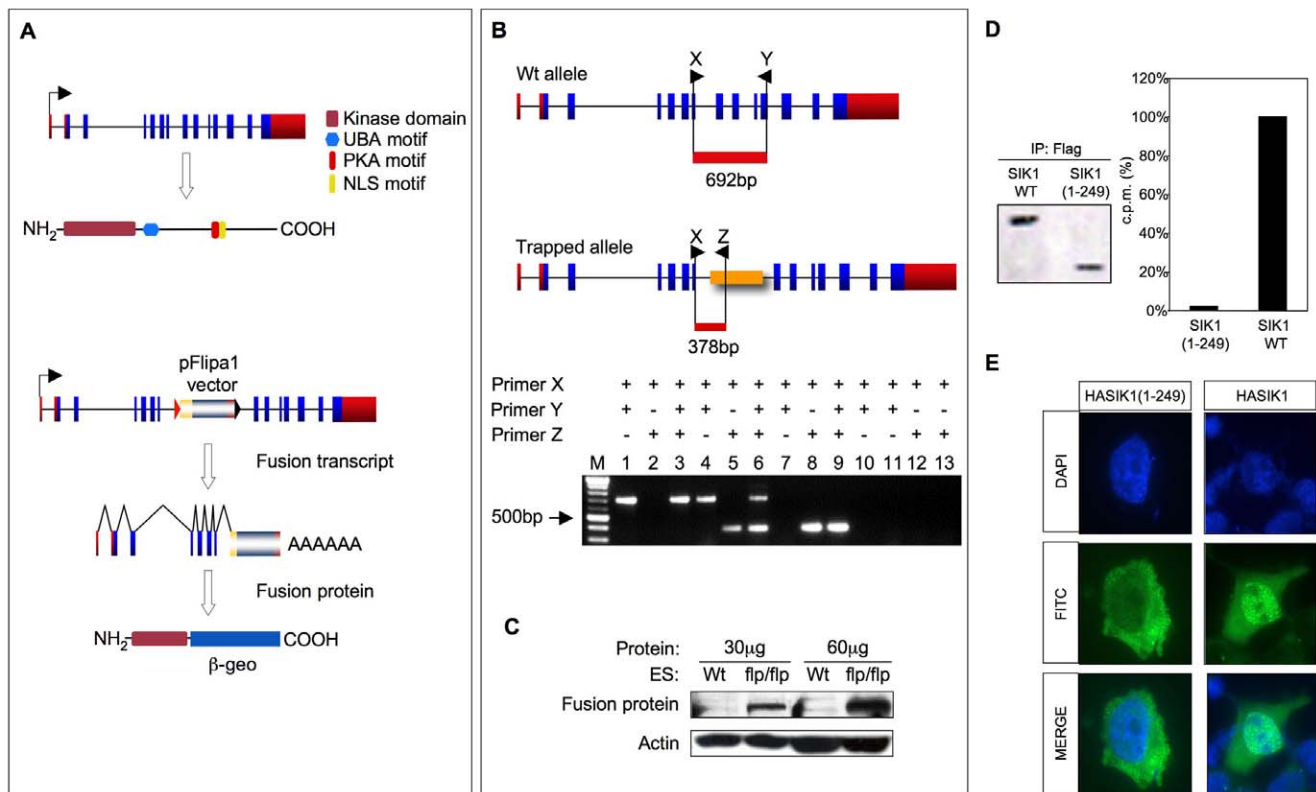 A
Kinase domain
UBA motif
PKA motif
NLS motif
NH2
COOH
pFlipa1
vector
Fusion transcript
AAAAAA
Fusion protein
NH2
COOH
β-geo
B
X Y
Wt allele
692bp
X Z
Trapped allele
378bp
Primer X + + + + + + + + + + + + +
Primer Y + - + + - + + - + + + - -
Primer Z - + + - + + - + + - - + +
M 1 2 3 4 5 6 7 8 9 10 11 12 13
500bp
C
Protein: 30µg 60µg
ES: Wt flp/flp Wt flp/flp
Fusion protein
Actin
D
IP: Flag
SIK1 SIK1
WT (1-249)
c.p.m. (%)
120%
100%
80%
60%
40%
20%
0%
SIK1 SIK1
(1-249) WT
E
HASIK1(1-249) HASIK1
DAPI
FITC
MERGE